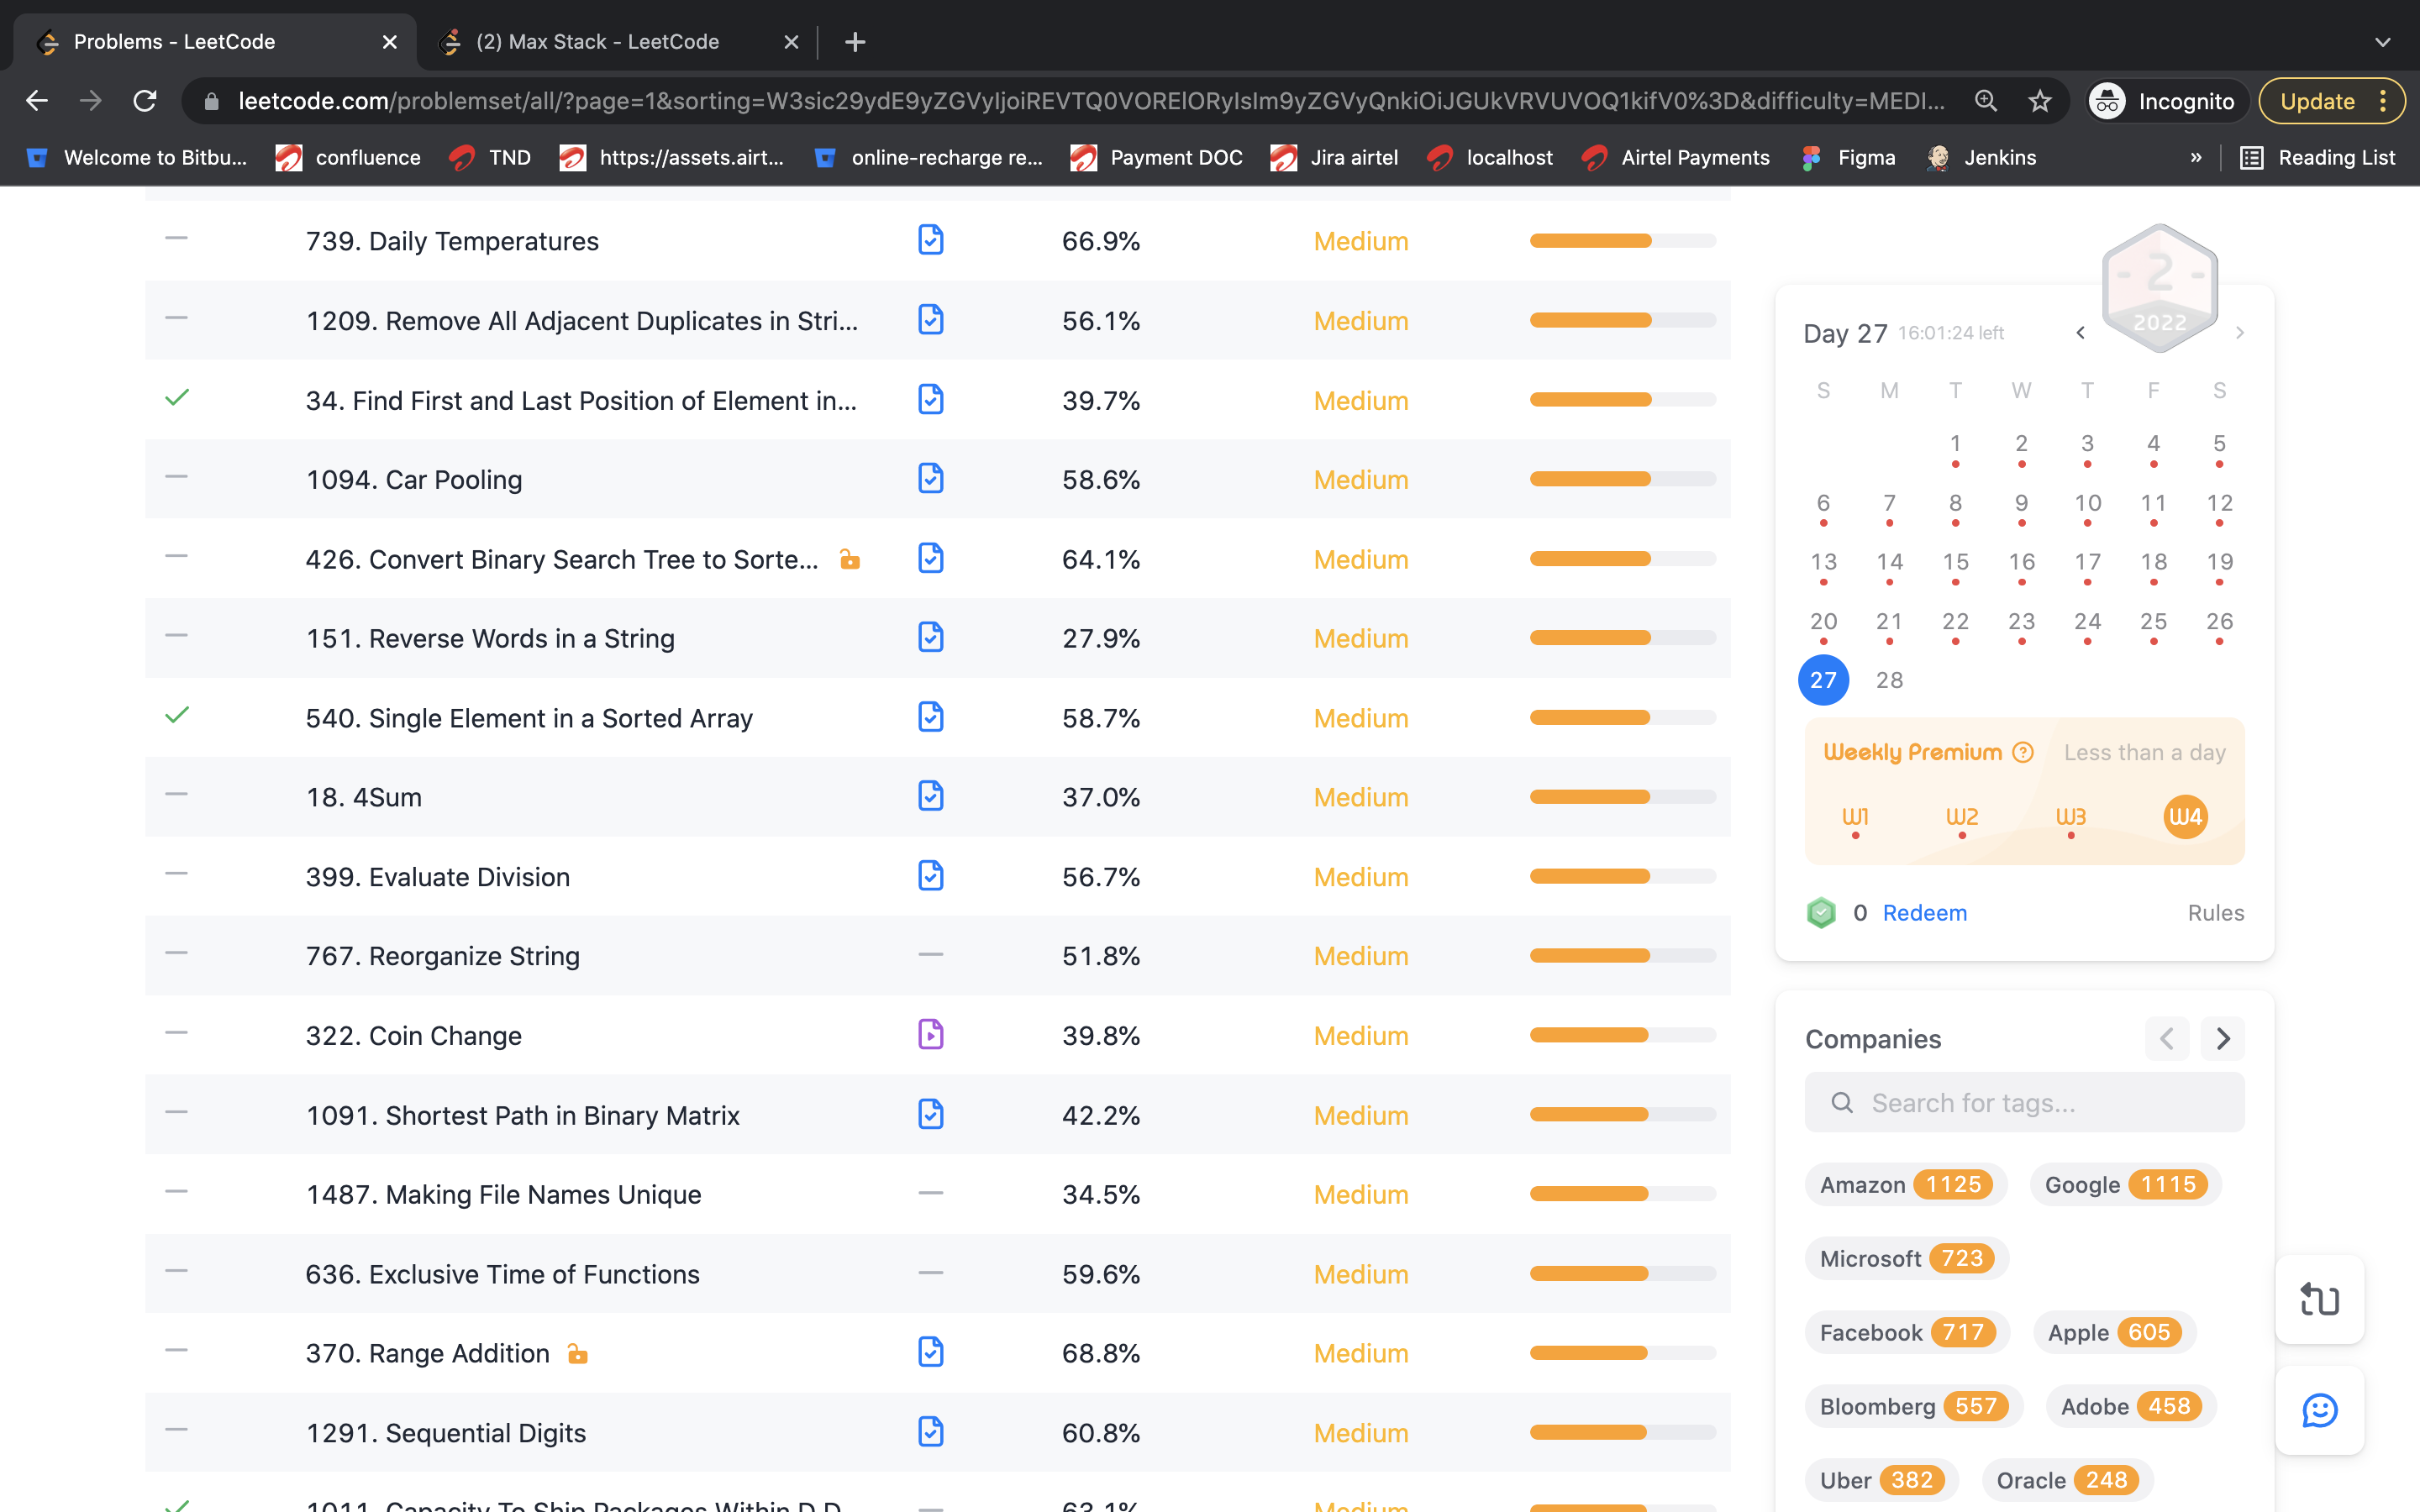 Problems - LeetCode
(2) Max Stack - LeetCode
leetcode.com/problemset/all/?page=1&sorting=W3sic29ydE9yZGVyIjoiREVTQ0VORElORyIsIm9yZGVyQnkiOiJGUkVRVUVOQ1kifV0%3D&difficulty=MEDI...
Incognito
Update
Welcome to Bitbu...
confluence
TND
https://assets.airt...
online-recharge re...
Payment DOC
Jira airtel
localhost
Airtel Payments
Figma
Jenkins
»
Reading List
739. Daily Temperatures 66.9% Medium
1209. Remove All Adjacent Duplicates in Stri... 56.1% Medium
34. Find First and Last Position of Element in... 39.7% Medium
1094. Car Pooling 58.6% Medium
426. Convert Binary Search Tree to Sorte... 64.1% Medium
151. Reverse Words in a String 27.9% Medium
540. Single Element in a Sorted Array 58.7% Medium
18. 4Sum 37.0% Medium
399. Evaluate Division 56.7% Medium
767. Reorganize String 51.8% Medium
322. Coin Change 39.8% Medium
1091. Shortest Path in Binary Matrix 42.2% Medium
1487. Making File Names Unique 34.5% Medium
636. Exclusive Time of Functions 59.6% Medium
370. Range Addition 68.8% Medium
1291. Sequential Digits 60.8% Medium
1011. Capacity To Ship Packages Within D D... 63.1% Medium
- 2 -
2022
Day 27 16:01:24 left
S M T W T F S
1 2 3 4 5
6 7 8 9 10 11 12
13 14 15 16 17 18 19
20 21 22 23 24 25 26
27 28
Weekly Premium ? Less than a day
W1 W2 W3 W4
0 Redeem Rules
Companies
Search for tags...
Amazon 1125 Google 1115
Microsoft 723
Facebook 717 Apple 605
Bloomberg 557 Adobe 458
Uber 382 Oracle 248